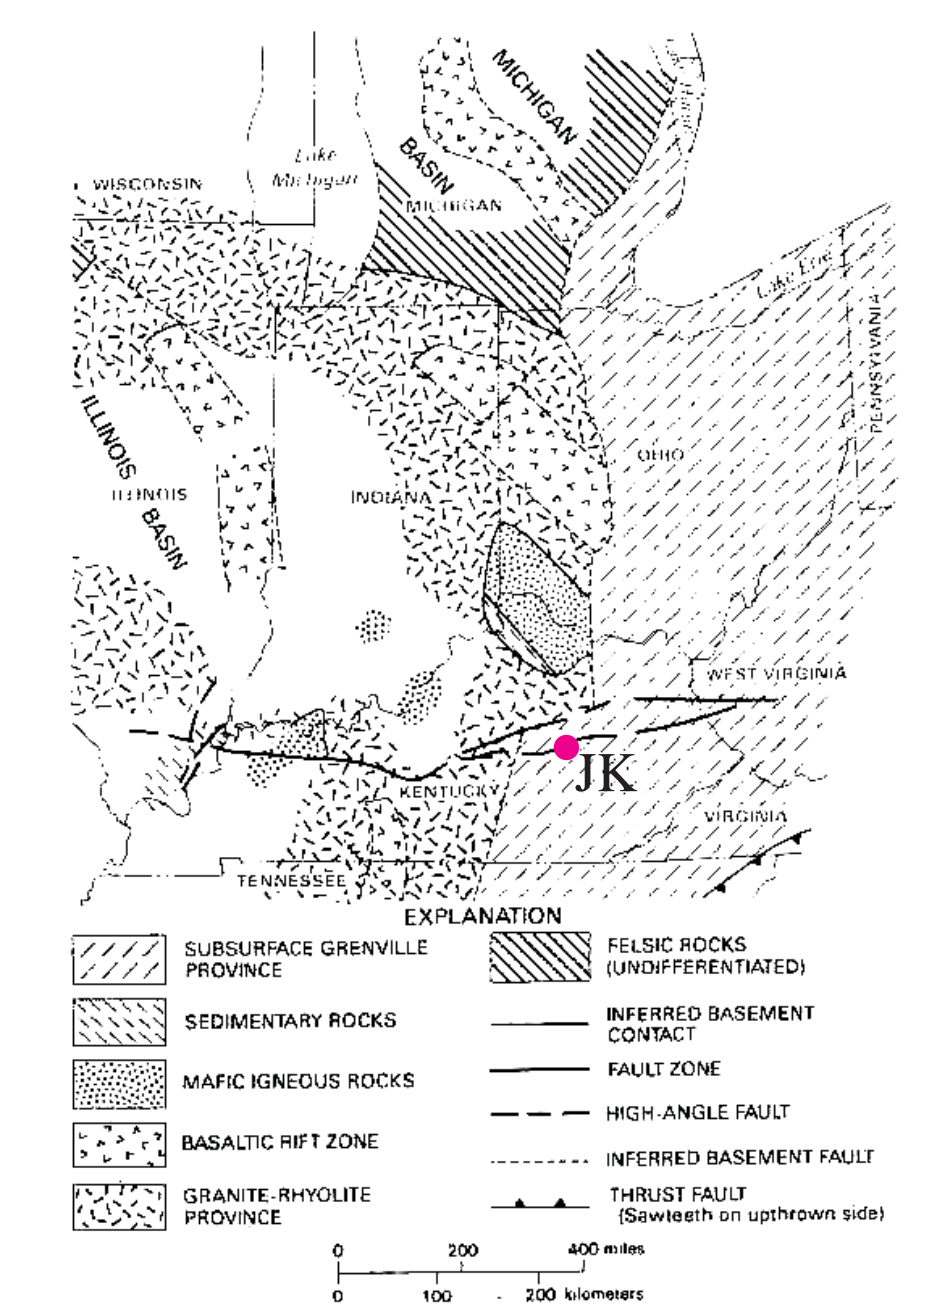 MICHIGAN
BASIN
Lake
Michigan
WISCONSIN
MICHIGAN
Lake Erie
PENNSYLVANIA
ILLINOIS
BASIN
OHIO
ILLINOIS
INDIANA
WEST VIRGINIA
JK
KENTUCKY
VIRGINIA
TENNESSEE
EXPLANATION
SUBSURFACE GRENVILLE
PROVINCE
SEDIMENTARY ROCKS
MAFIC IGNEOUS ROCKS
BASALTIC RIFT ZONE
GRANITE-RHYOLITE
PROVINCE
FELSIC ROCKS
(UNDIFFERENTIATED)
INFERRED BASEMENT
CONTACT
FAULT ZONE
HIGH-ANGLE FAULT
INFERRED BASEMENT FAULT
THRUST FAULT
(Sawteeth on upthrown side)
0 200 400 miles
0 100 200 kilometers